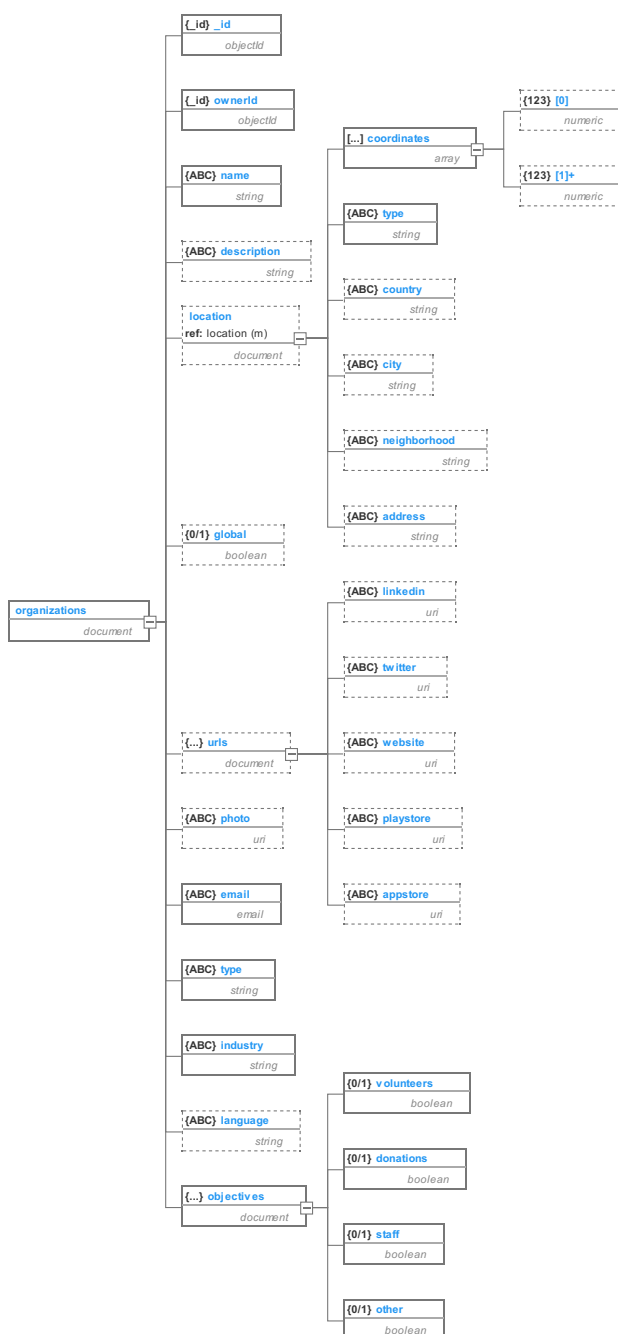 {_id} _id
objectId
{_id} ownerId
objectId
{123} [0]
numeric
[...] coordinates
array
{ABC} name
string
{123} [1]+
numeric
{ABC} type
string
{ABC} description
string
{ABC} country
string
location
ref: location (m)
document
{ABC} city
string
{ABC} neighborhood
string
{ABC} address
string
{0/1} global
boolean
{ABC} linkedin
uri
organizations
document
{ABC} twitter
uri
{...} urls
document
{ABC} website
uri
{ABC} photo
uri
{ABC} playstore
uri
{ABC} email
email
{ABC} appstore
uri
{ABC} type
string
{ABC} industry
string
{0/1} volunteers
boolean
{ABC} language
string
{0/1} donations
boolean
{...} objectives
document
{0/1} staff
boolean
{0/1} other
boolean